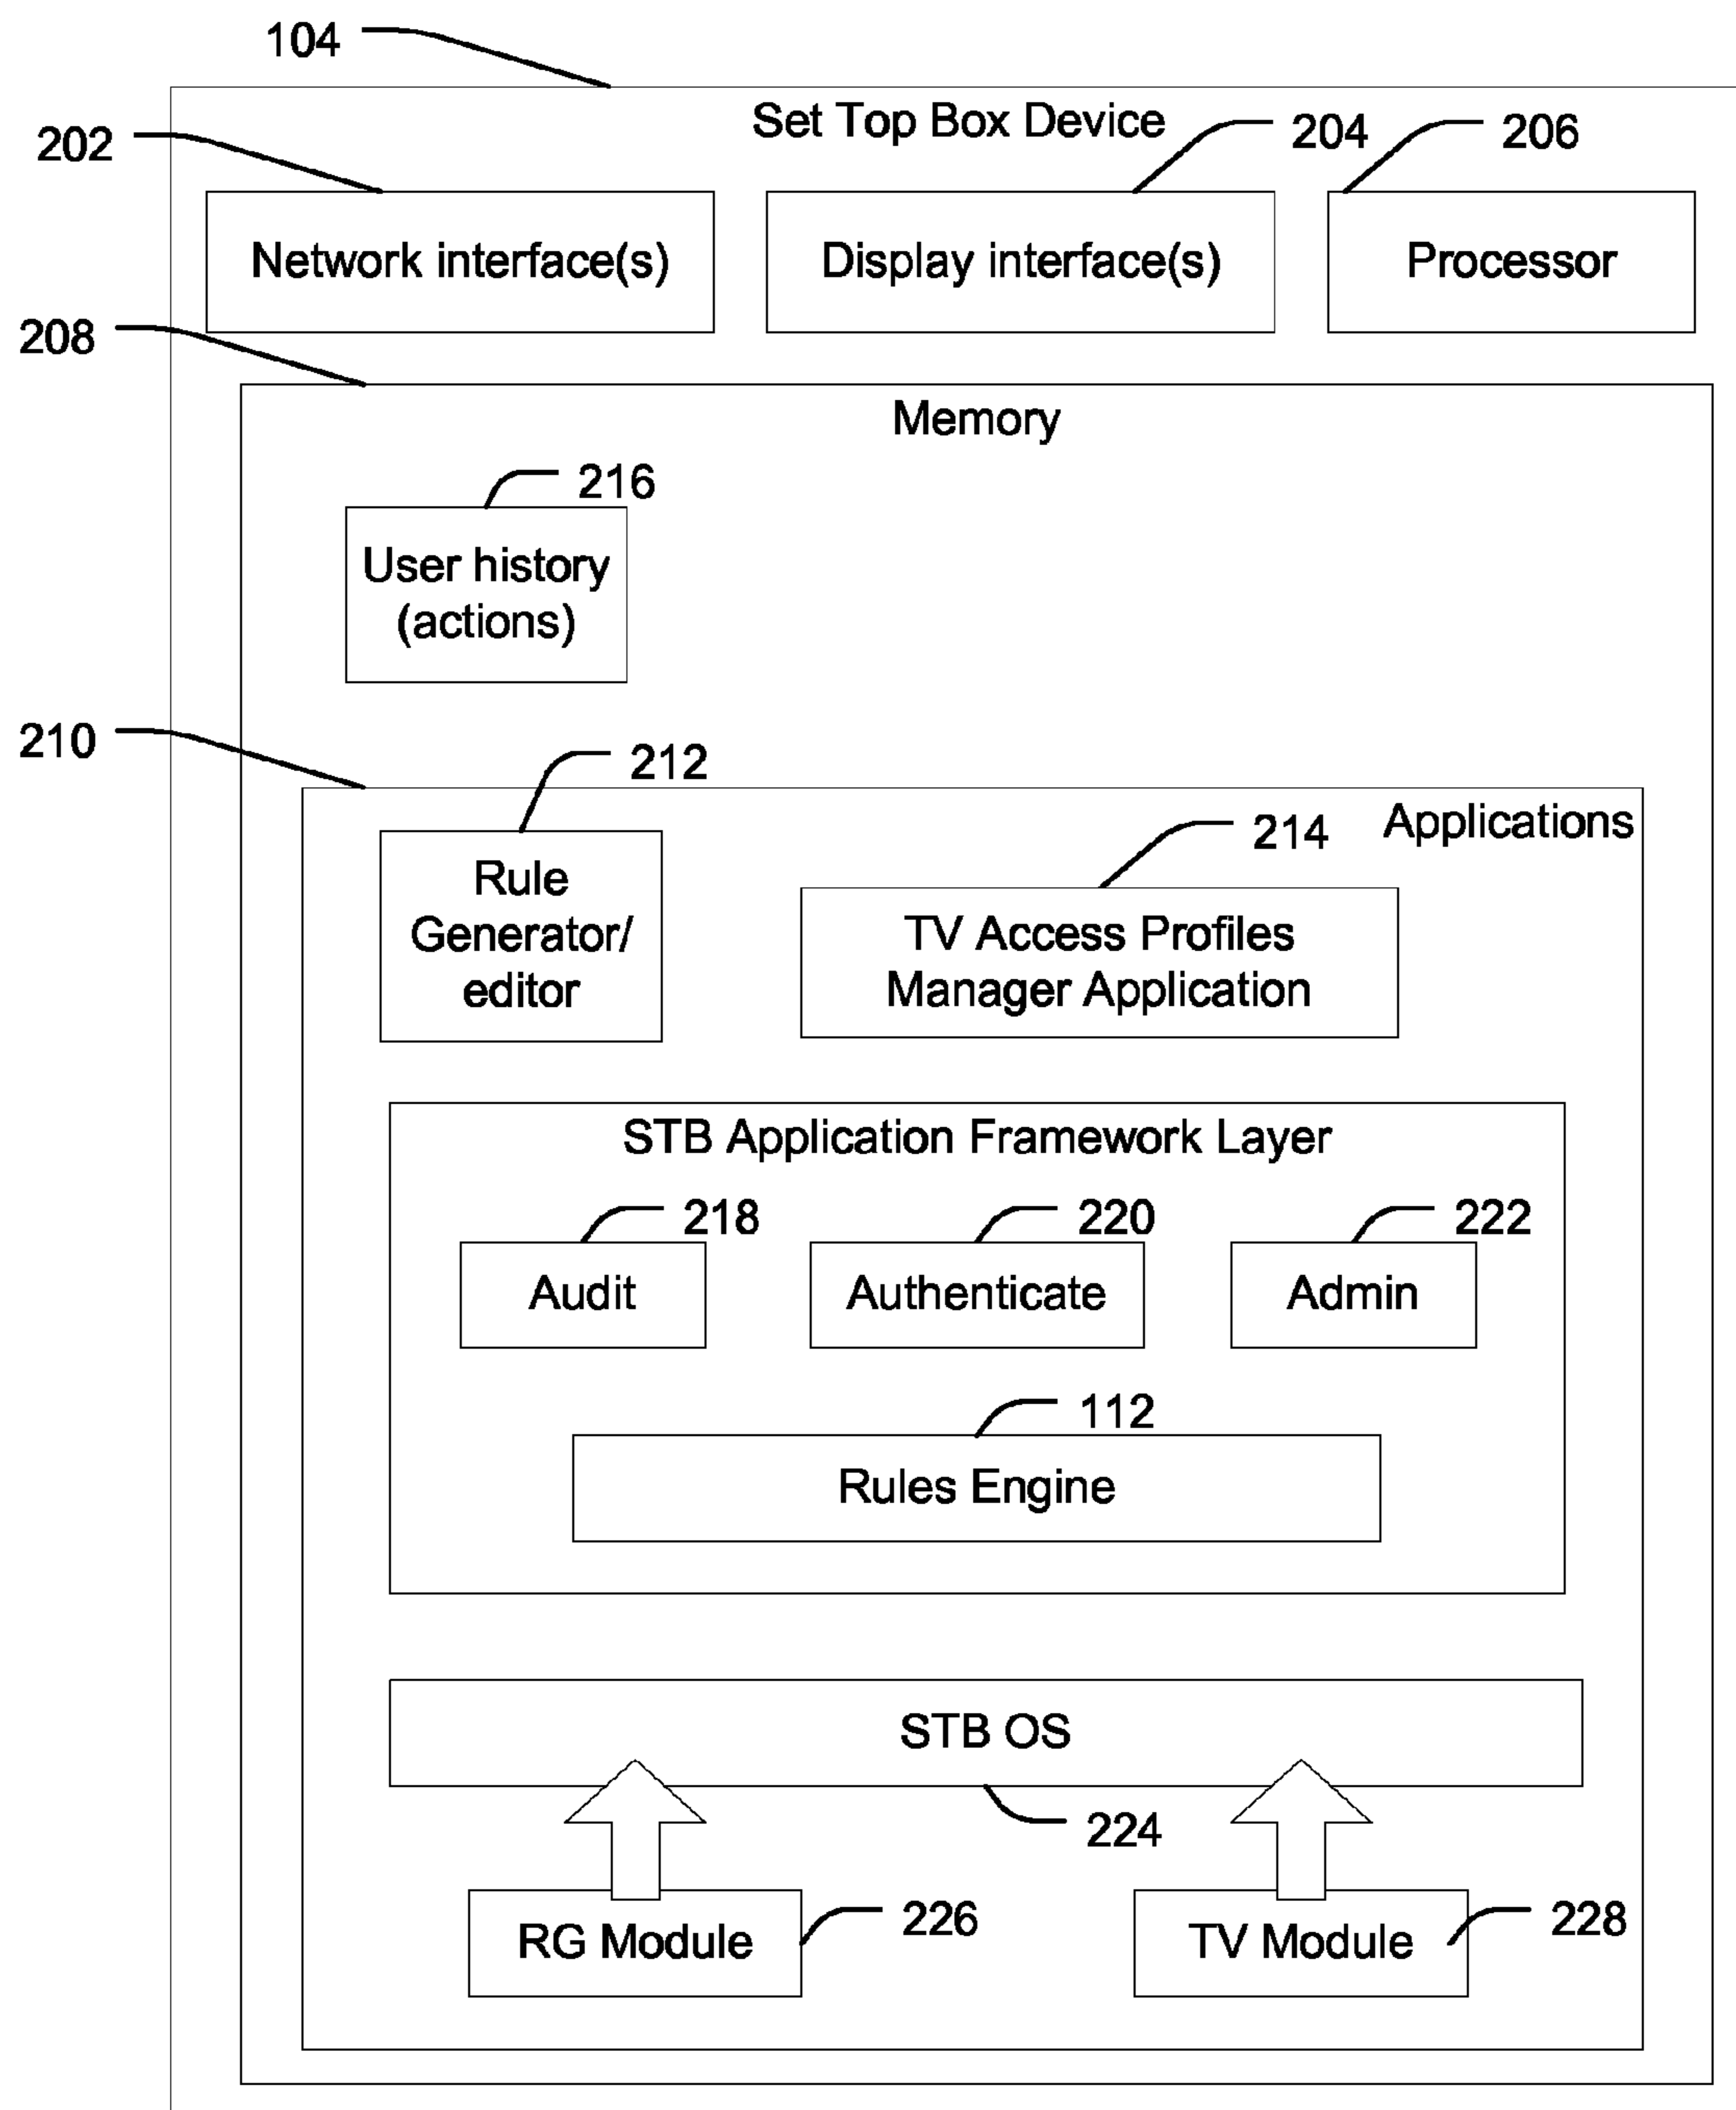 104
Set Top Box Device
202
204
206
Network interface(s)
Display interface(s)
Processor
208
Memory
216
User history
(actions)
210
212
214
Applications
Rule
Generator/
editor
TV Access Profiles
Manager Application
STB Application Framework Layer
218
220
222
Audit
Authenticate
Admin
112
Rules Engine
STB OS
224
RG Module
226
TV Module
228